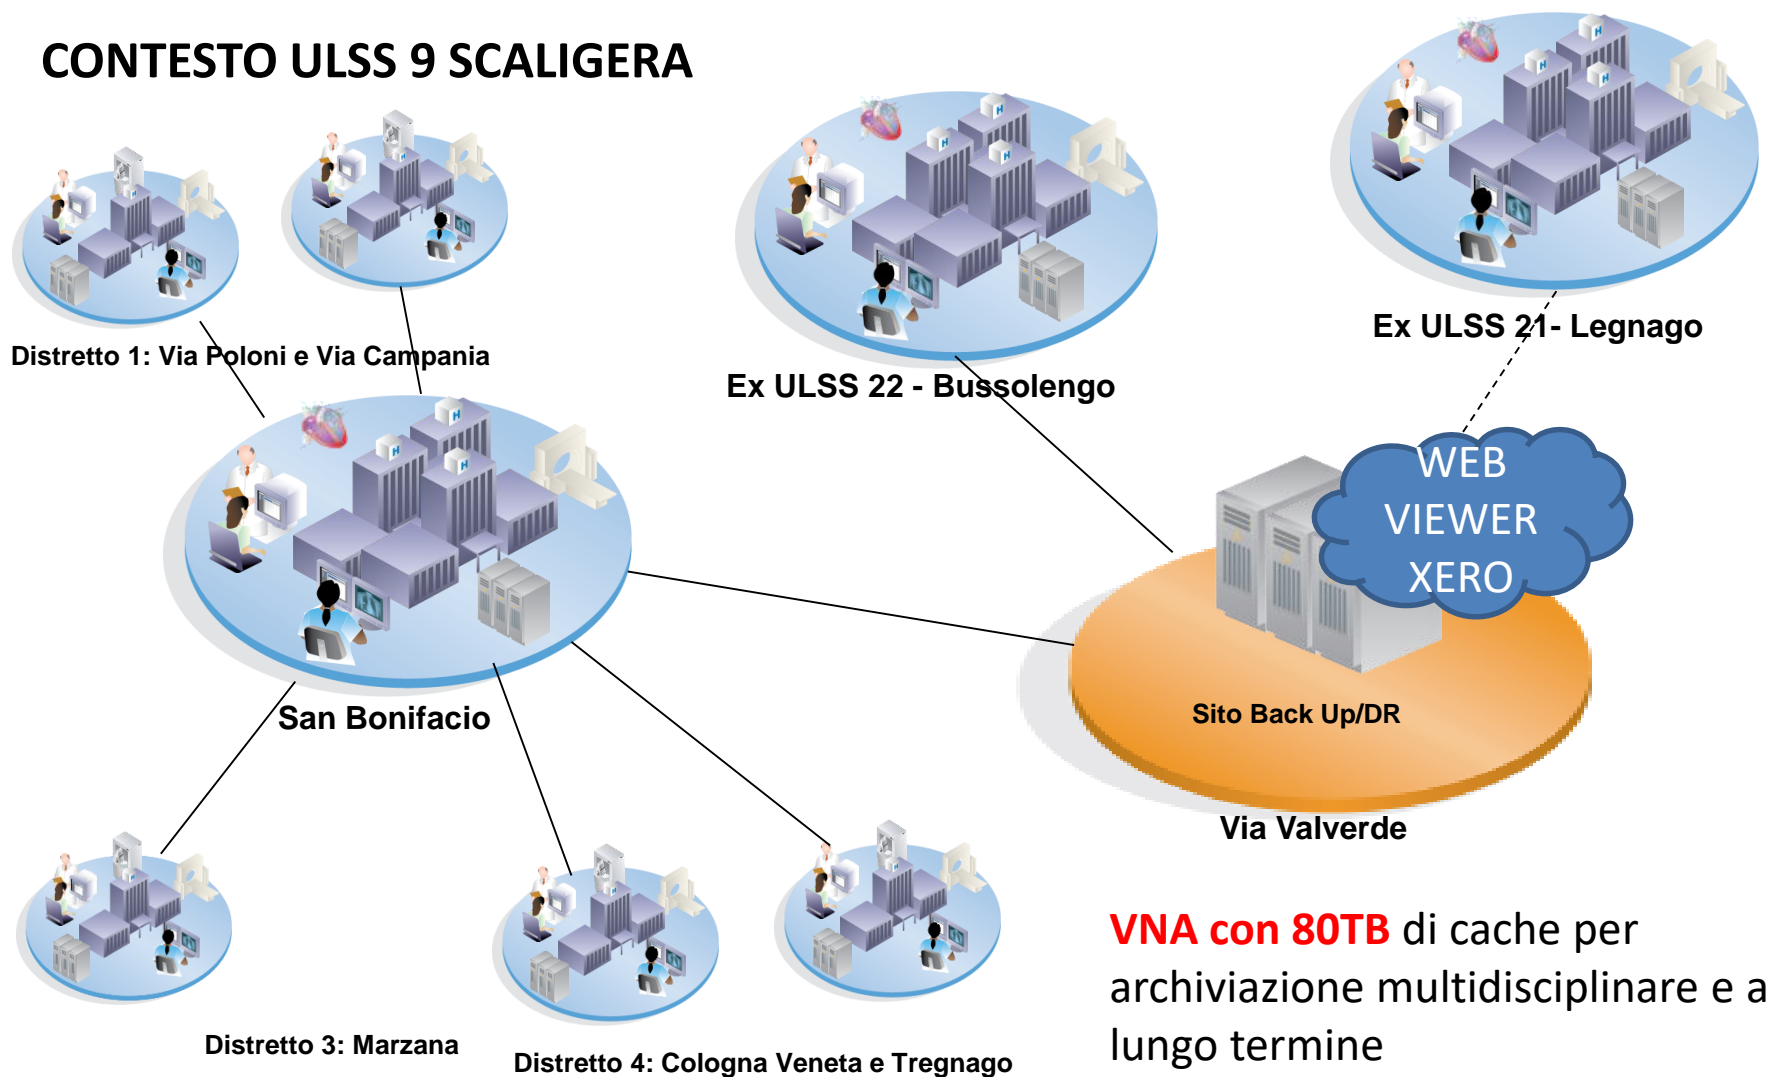 CONTESTO ULSS 9 SCALIGERA
Distretto 1: Via Poloni e Via Campania
Ex ULSS 22 - Bussolengo
Ex ULSS 21- Legnago
WEB
VIEWER
XERO
San Bonifacio
Sito Back Up/DR
Via Valverde
VNA con 80TB di cache per
archiviazione multidisciplinare e a
lungo termine
Distretto 3: Marzana
Distretto 4: Cologna Veneta e Tregnago